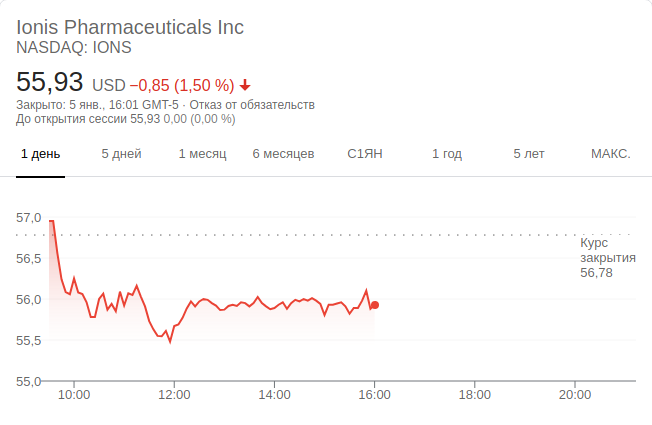 Ionis Pharmaceuticals Inc
NASDAQ: IONS
55,93 USD −0,85 (1,50 %)
Закрыто: 5 янв., 16:01 GMT-5 · Отказ от обязательств
До открытия сессии 55,93 0,00 (0,00 %)
1 день 5 дней 1 месяц 6 месяцев С1ЯН 1 год 5 лет МАКС.
57,0
Курс
закрытия
56,78
56,5
56,0
55,5
55,0
10:00 12:00 14:00 16:00 18:00 20:00